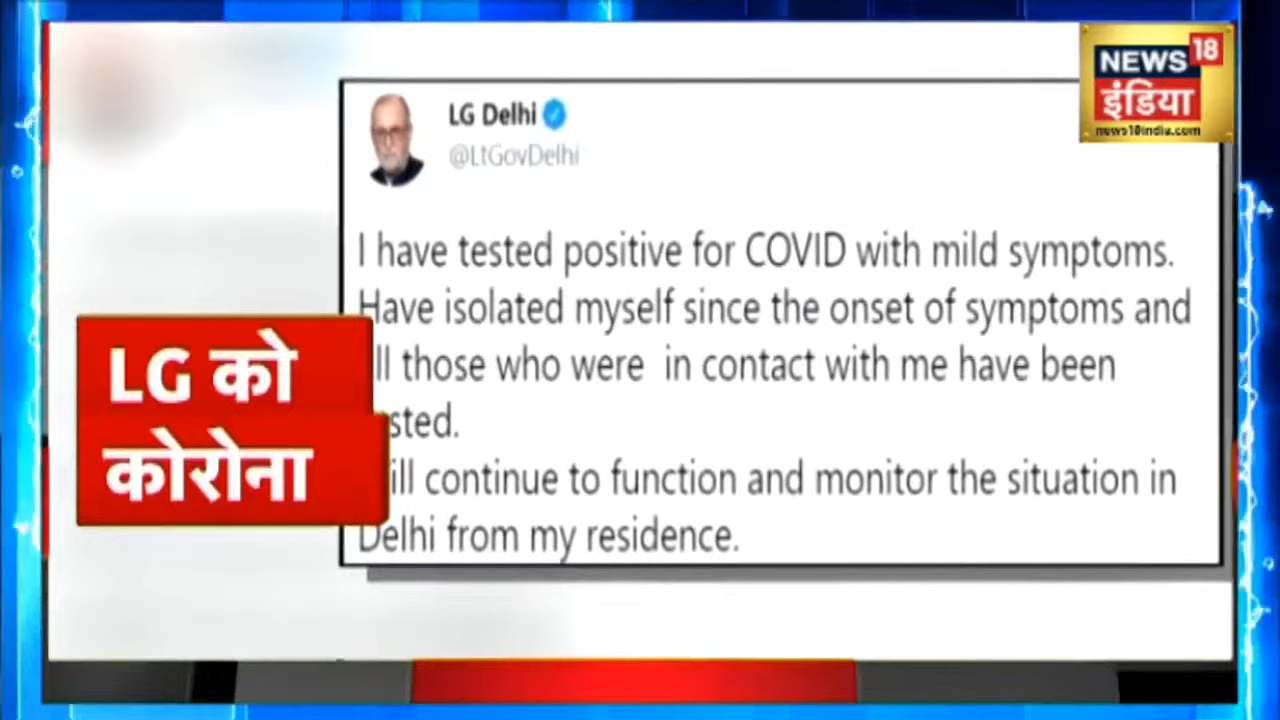 NEWS 18
इंडिया
news18india.com
LG Delhi
@LtGovDelhi
I have tested positive for COVID with mild symptoms.
Have isolated myself since the onset of symptoms and
ll those who were in contact with me have been
sted.
ill continue to function and monitor the situation in
Delhi from my residence.
LG को
कोरोना